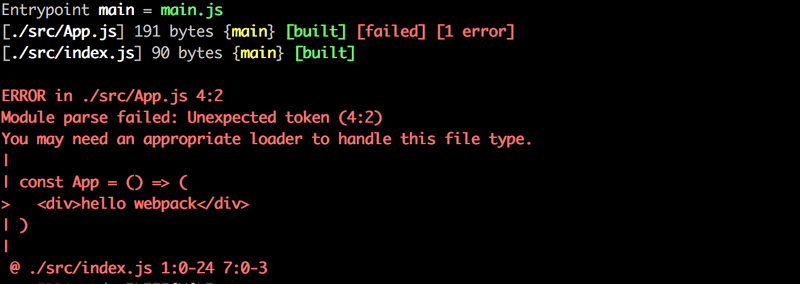 Entrypoint main = main.js
[./src/App.js] 191 bytes {main} [built] [failed] [1 error]
[./src/index.js] 90 bytes {main} [built]
ERROR in ./src/App.js 4:2
Module parse failed: Unexpected token (4:2)
You may need an appropriate loader to handle this file type.
|
| const App = () => (
>   <div>hello webpack</div>
| )
|
 @ ./src/index.js 1:0-24 7:0-3